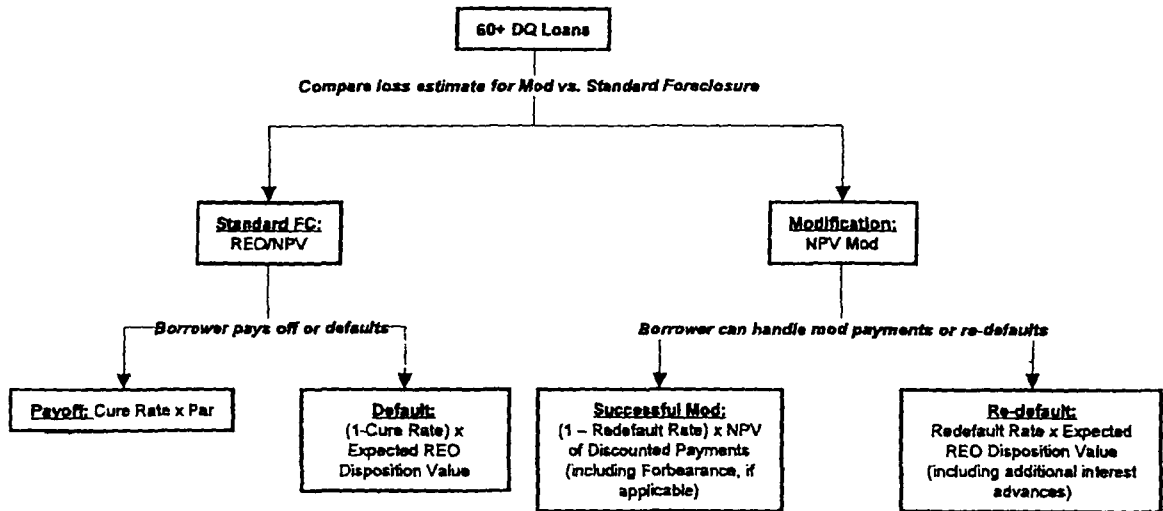 60+ DQ Loans
Compare loss estimate for Mod vs. Standard Foreclosure
Standard FC:
REO/NPV
Modification:
NPV Mod
Borrower pays off or defaults
Borrower can handle mod payments or re-defaults
Payoff: Cure Rate x Par
Default:
(1-Cure Rate) x
Expected REO
Disposition Value
Successful Mod:
(1 – Redefault Rate) x NPV
of Discounted Payments
(including Forbearance, if
applicable)
Re-default:
Redefault Rate x Expected
REO Disposition Value
(including additional interest
advances)